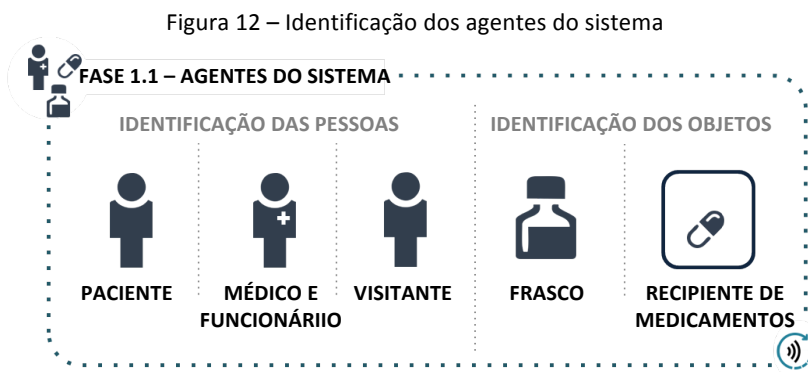 Figura 12 – Identificação dos agentes do sistema
FASE 1.1 – AGENTES DO SISTEMA
IDENTIFICAÇÃO DAS PESSOAS
IDENTIFICAÇÃO DOS OBJETOS
PACIENTE
MÉDICO E
FUNCIONÁRIIO
VISITANTE
FRASCO
RECIPIENTE DE
MEDICAMENTOS